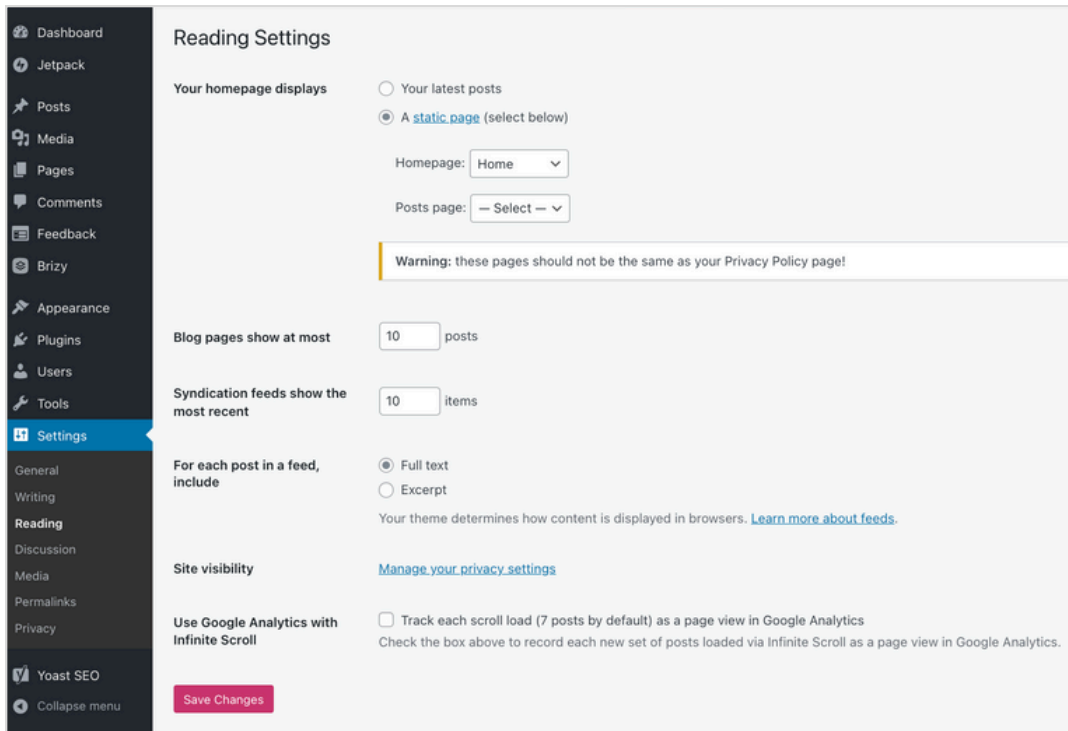 Dashboard
Jetpack
Posts
Media
Pages
Comments
Feedback
Brizy
Appearance
Plugins
Users
Tools
Settings
General
Writing
Reading
Discussion
Media
Permalinks
Privacy
Yoast SEO
Collapse menu
Reading Settings
Your homepage displays
Your latest posts
A static page (select below)
Homepage: Home
Posts page: — Select —
Warning: these pages should not be the same as your Privacy Policy page!
Blog pages show at most
10 posts
Syndication feeds show the
most recent
10 items
For each post in a feed,
include
Full text
Excerpt
Your theme determines how content is displayed in browsers. Learn more about feeds.
Site visibility
Manage your privacy settings
Use Google Analytics with
Infinite Scroll
Track each scroll load (7 posts by default) as a page view in Google Analytics
Check the box above to record each new set of posts loaded via Infinite Scroll as a page view in Google Analytics.
Save Changes